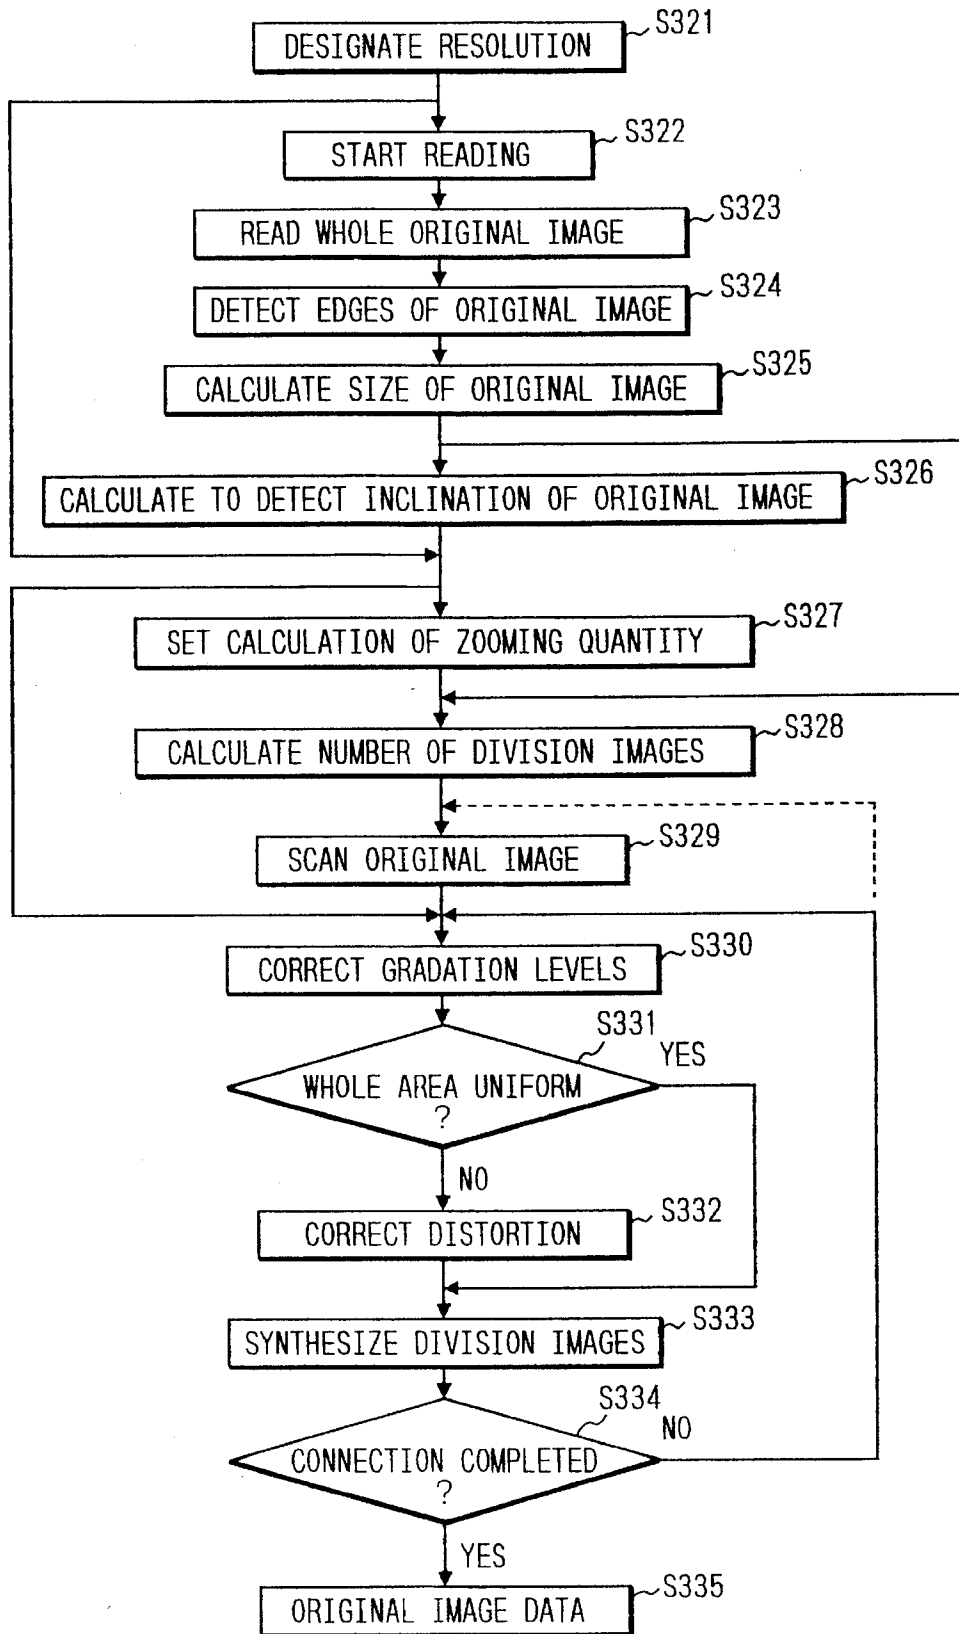 DESIGNATE RESOLUTION
S321
START READING
S322
READ WHOLE ORIGINAL IMAGE
S323
DETECT EDGES OF ORIGINAL IMAGE
S324
CALCULATE SIZE OF ORIGINAL IMAGE
S325
CALCULATE TO DETECT INCLINATION OF ORIGINAL IMAGE
S326
SET CALCULATION OF ZOOMING QUANTITY
S327
CALCULATE NUMBER OF DIVISION IMAGES
S328
SCAN ORIGINAL IMAGE
S329
CORRECT GRADATION LEVELS
S330
S331
YES
WHOLE AREA UNIFORM
?
NO
CORRECT DISTORTION
S332
SYNTHESIZE DIVISION IMAGES
S333
S334
NO
CONNECTION COMPLETED
?
YES
ORIGINAL IMAGE DATA
S335